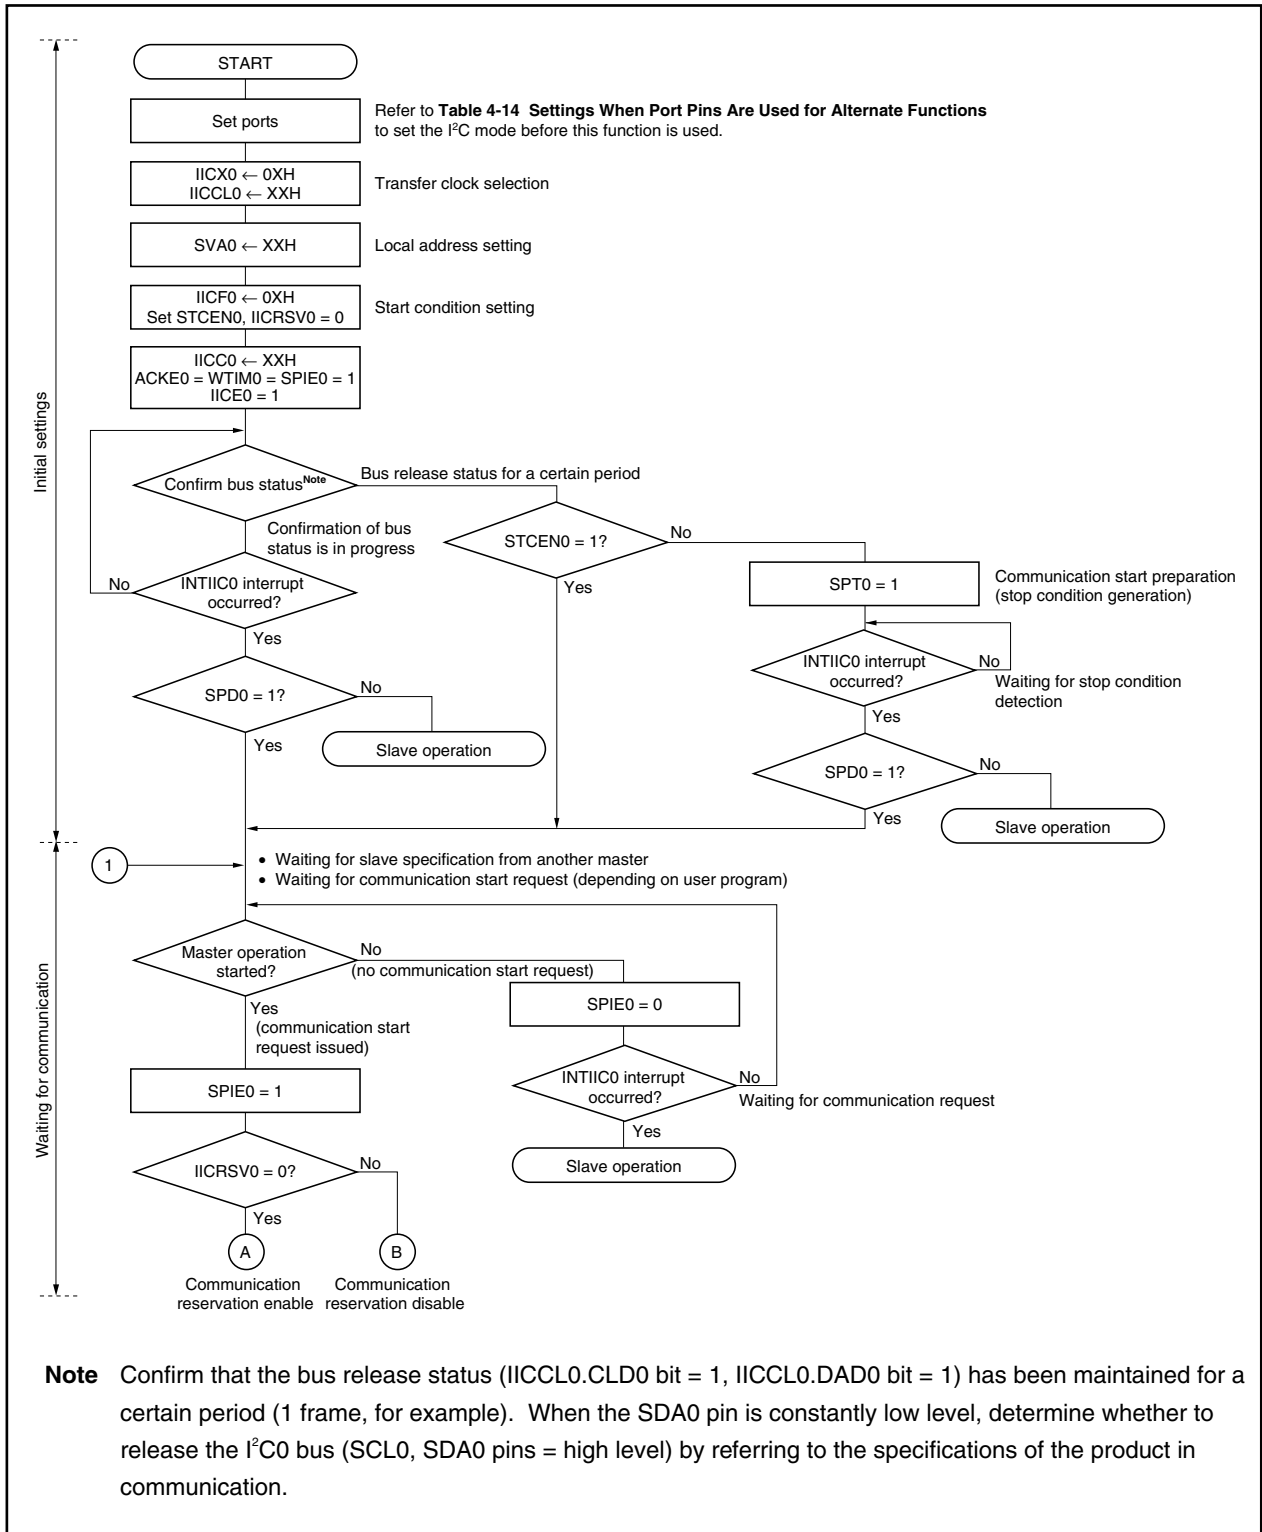 START
Set ports
Refer to Table 4-14 Settings When Port Pins Are Used for Alternate Functions
to set the I²C mode before this function is used.
IICX0 ← 0XH
IICCL0 ← XXH
Transfer clock selection
SVA0 ← XXH
Local address setting
IICF0 ← 0XH
Set STCEN0, IICRSV0 = 0
Start condition setting
IICC0 ← XXH
ACKE0 = WTIM0 = SPIE0 = 1
IICE0 = 1
Initial settings
Confirm bus statusNote
Bus release status for a certain period
Confirmation of bus
status is in progress
STCEN0 = 1?
No
Yes
SPT0 = 1
Communication start preparation
(stop condition generation)
No
INTIIC0 interrupt
occurred?
Yes
INTIIC0 interrupt
occurred?
No
Waiting for stop condition
detection
Yes
SPD0 = 1?
No
Yes
Slave operation
SPD0 = 1?
No
Yes
Slave operation
1
• Waiting for slave specification from another master
• Waiting for communication start request (depending on user program)
Waiting for communication
Master operation
started?
No
(no communication start request)
Yes
(communication start
request issued)
SPIE0 = 0
INTIIC0 interrupt
occurred?
No
Waiting for communication request
Yes
Slave operation
SPIE0 = 1
IICRSV0 = 0?
No
Yes
A
B
Communication
reservation enable
Communication
reservation disable
Note Confirm that the bus release status (IICCL0.CLD0 bit = 1, IICCL0.DAD0 bit = 1) has been maintained for a
certain period (1 frame, for example). When the SDA0 pin is constantly low level, determine whether to
release the I²C0 bus (SCL0, SDA0 pins = high level) by referring to the specifications of the product in
communication.